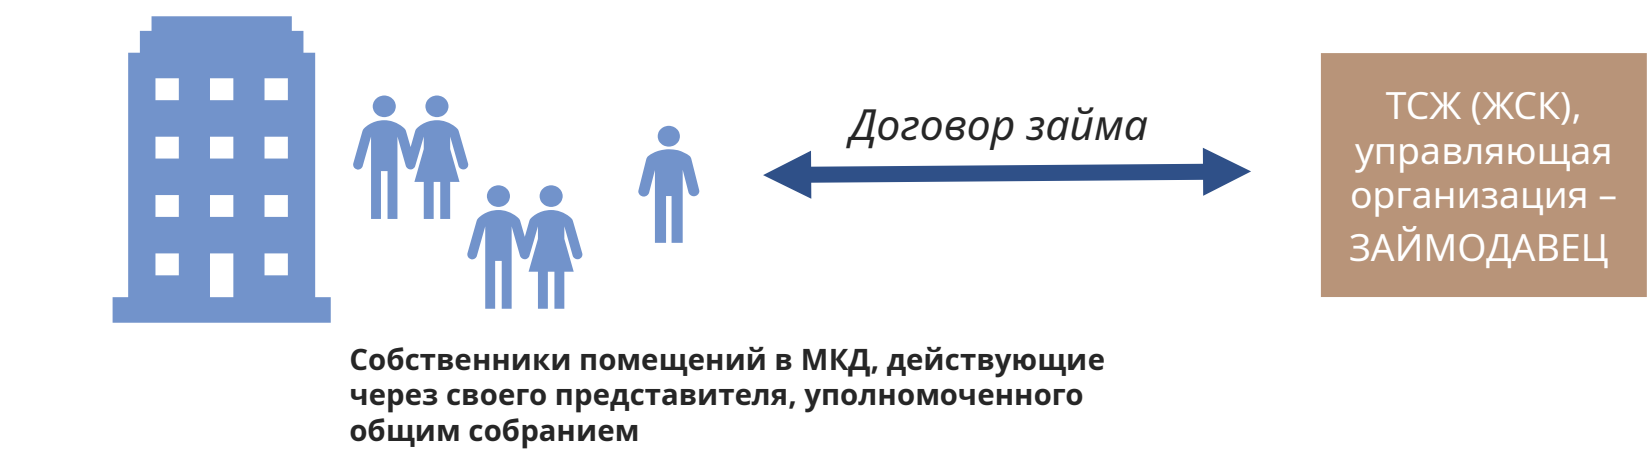 Договор займа
ТСЖ (ЖСК),
управляющая
организация –
ЗАЙМОДАВЕЦ
Собственники помещений в МКД, действующие
через своего представителя, уполномоченного
общим собранием